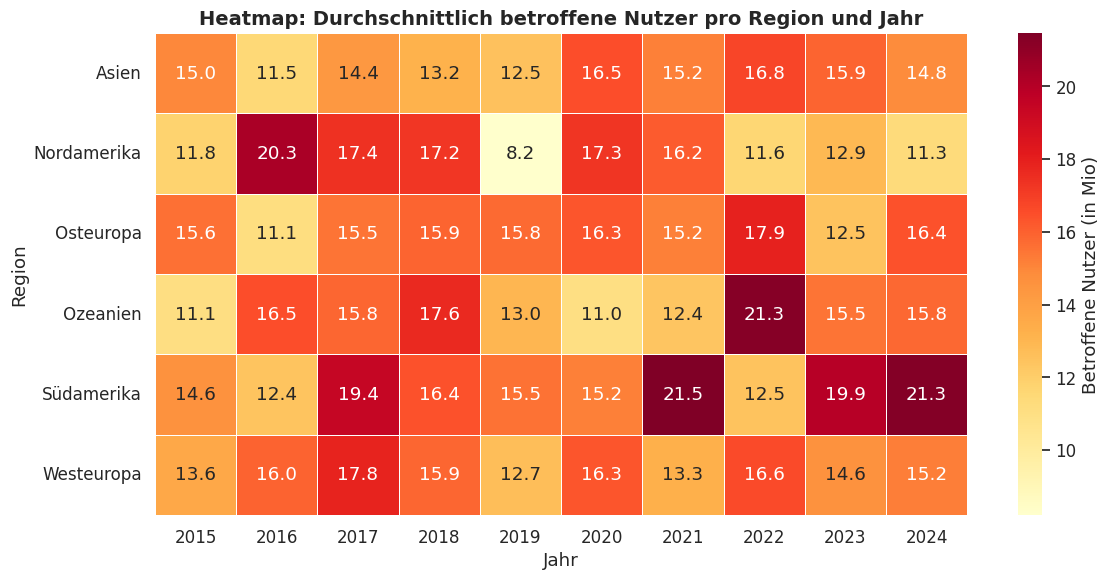 Heatmap: Durchschnittlich betroffene Nutzer pro Region und Jahr
Region
Asien 15.0 11.5 14.4 13.2 12.5 16.5 15.2 16.8 15.9 14.8
Nordamerika 11.8 20.3 17.4 17.2 8.2 17.3 16.2 11.6 12.9 11.3
Osteuropa 15.6 11.1 15.5 15.9 15.8 16.3 15.2 17.9 12.5 16.4
Ozeanien 11.1 16.5 15.8 17.6 13.0 11.0 12.4 21.3 15.5 15.8
Südamerika 14.6 12.4 19.4 16.4 15.5 15.2 21.5 12.5 19.9 21.3
Westeuropa 13.6 16.0 17.8 15.9 12.7 16.3 13.3 16.6 14.6 15.2
2015 2016 2017 2018 2019 2020 2021 2022 2023 2024
Jahr
20
18
16
14
12
10
Betroffene Nutzer (in Mio)